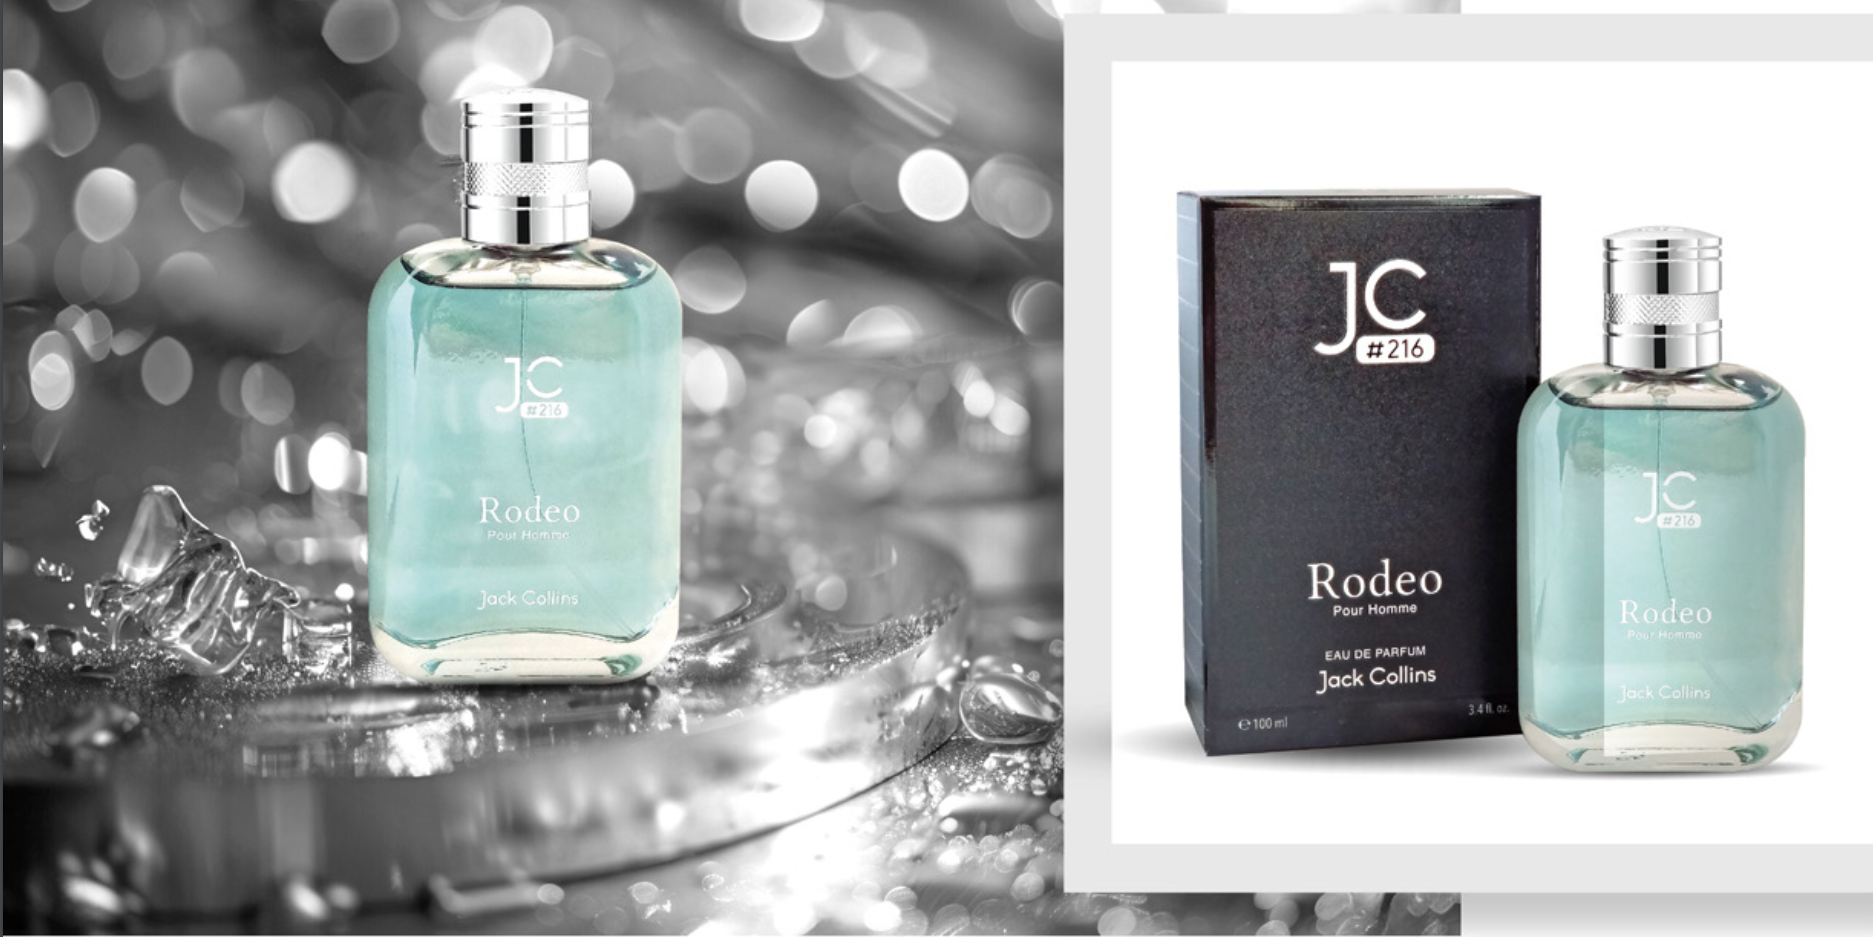 JC
#216
Rodeo
Pour Homme
Jack Collins
JC
#216
Rodeo
Pour Homme
EAU DE PARFUM
Jack Collins
℮ 100 ml
3.4 fl. oz.
JC
#216
Rodeo
Pour Homme
Jack Collins